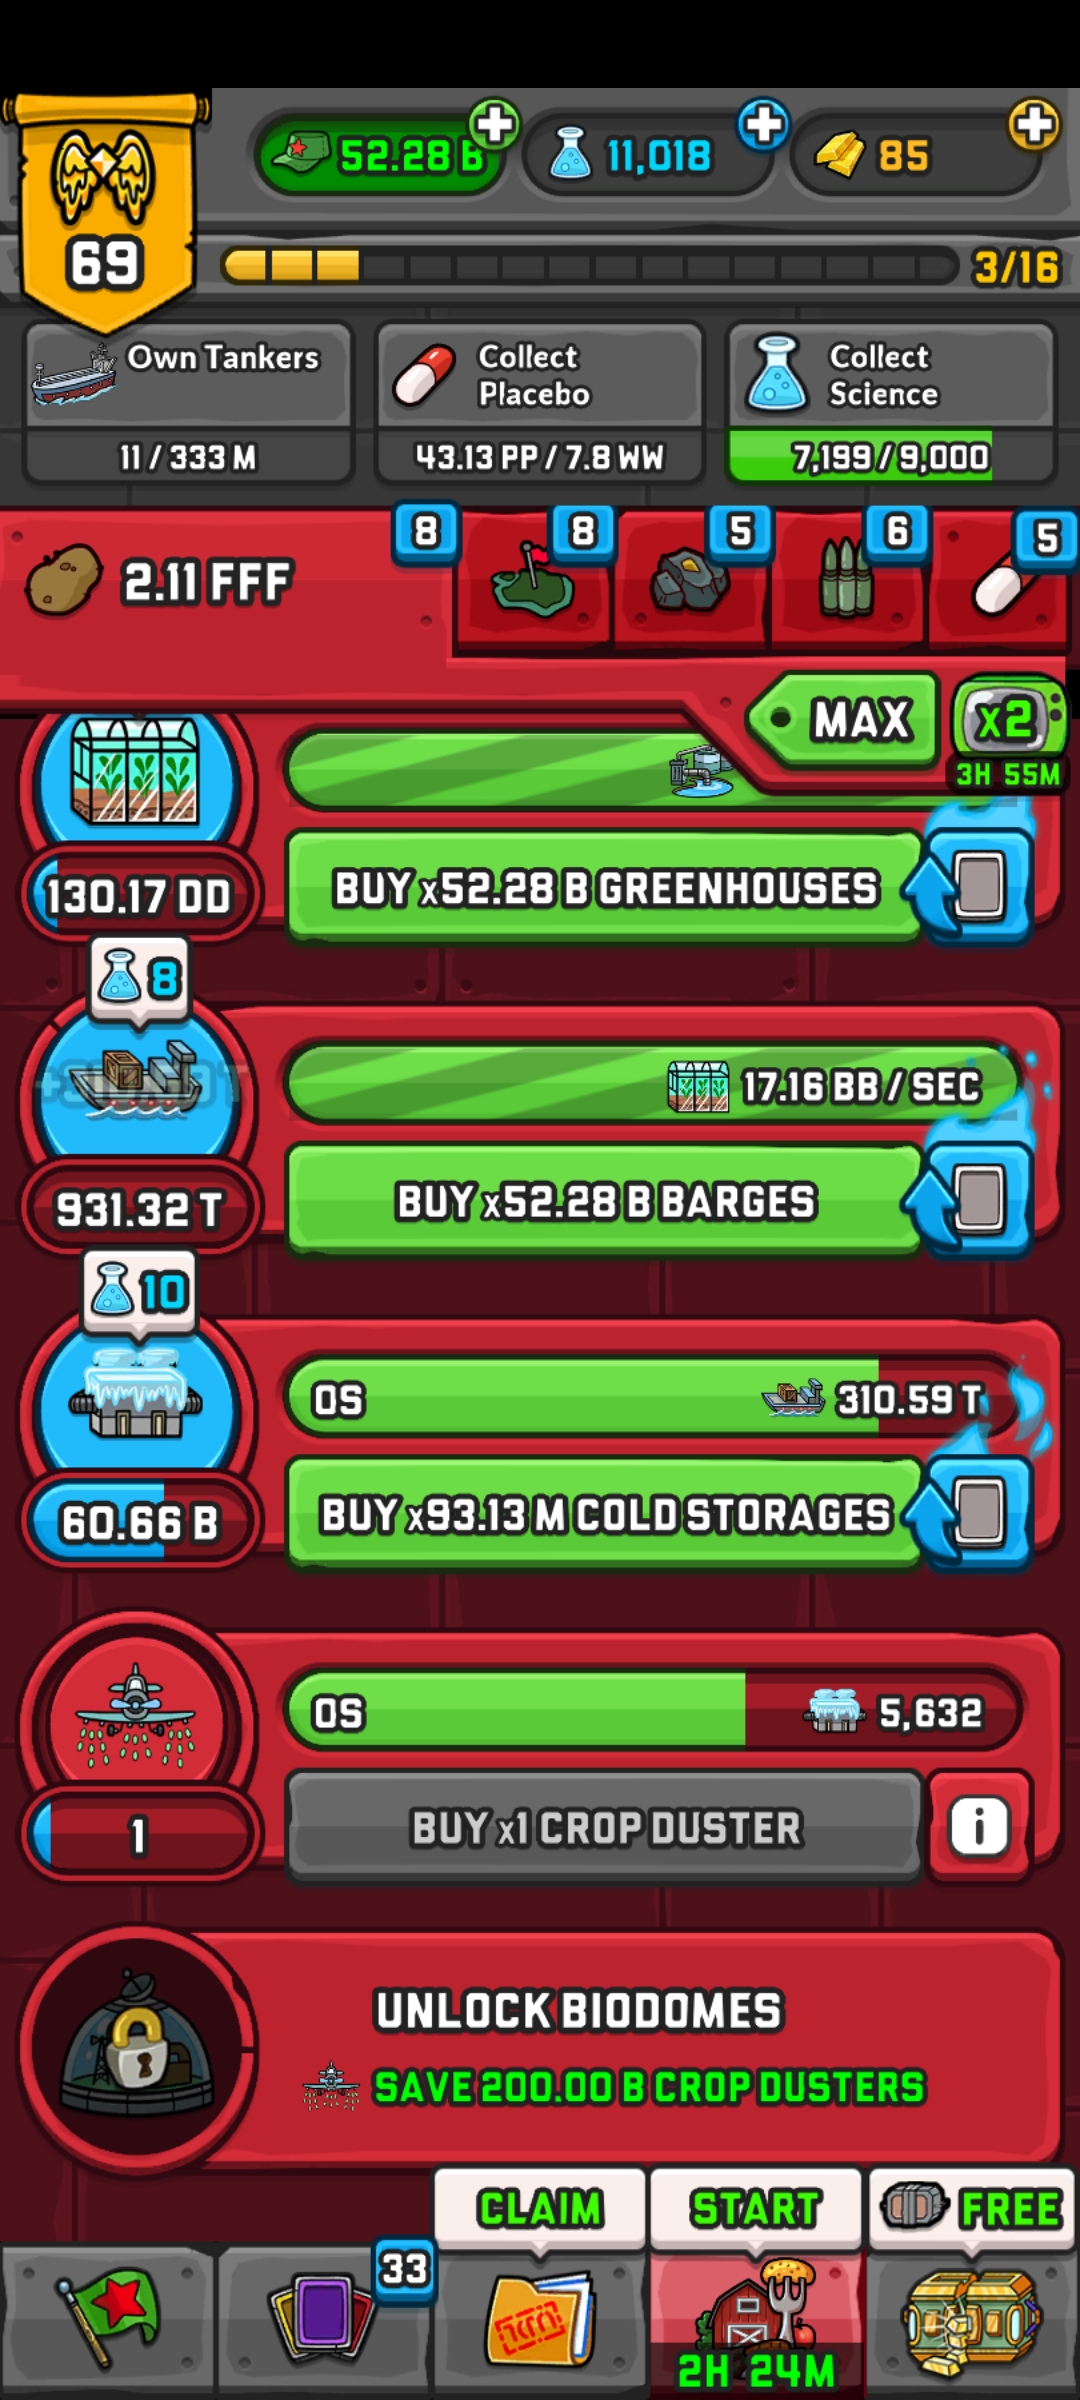 52.28 B
11,018
85
69
3/16
Own Tankers
11 / 333 M
Collect
Placebo
43.13 PP / 7.8 WW
Collect
Science
7,199 / 9,000
2.11 FFF
8
8
5
6
5
MAX
x2
3H 55M
130.17 DD
BUY x52.28 B GREENHOUSES
8
17.16 BB / SEC
931.32 T
BUY x52.28 B BARGES
10
0S
310.59 T
60.66 B
BUY x93.13 M COLD STORAGES
0S
5,632
1
BUY x1 CROP DUSTER
i
UNLOCK BIODOMES
SAVE 200.00 B CROP DUSTERS
CLAIM
START
FREE
33
2H 24M